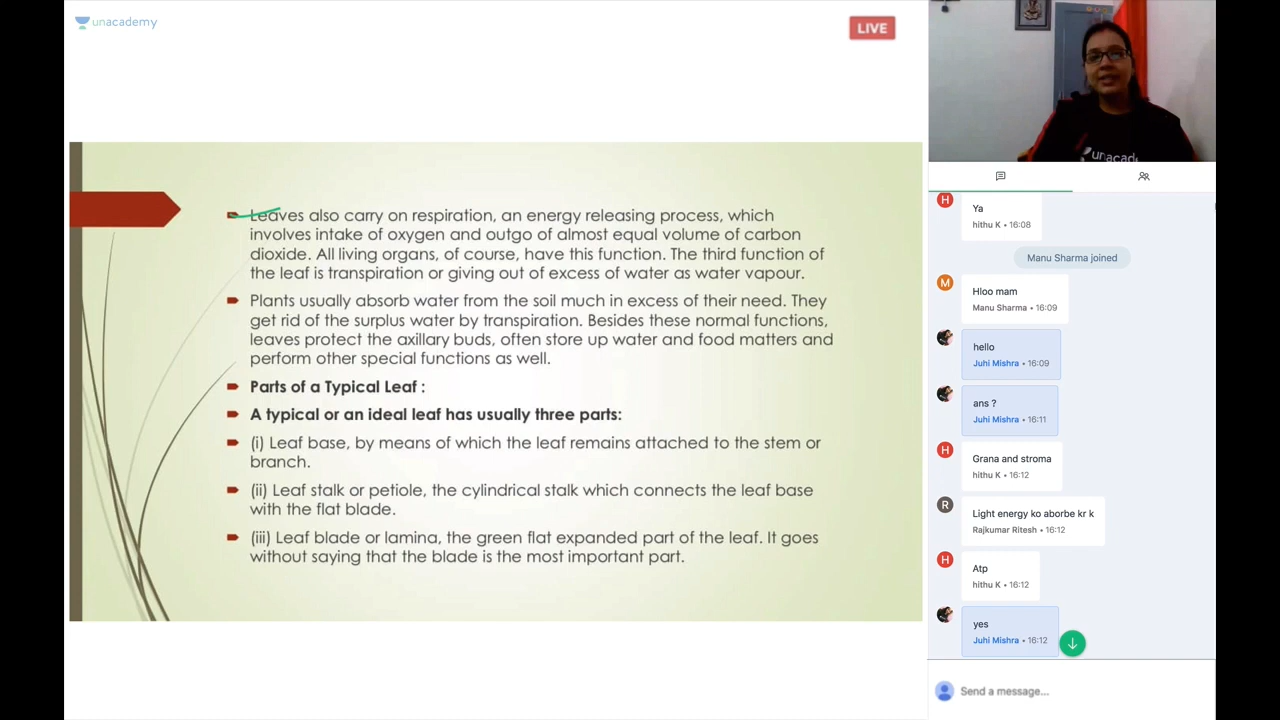 unacademy
LIVE
Leaves also carry on respiration, an energy releasing process, which
involves intake of oxygen and outgo of almost equal volume of carbon
dioxide. All living organs, of course, have this function. The third function of
the leaf is transpiration or giving out of excess of water as water vapour.
Plants usually absorb water from the soil much in excess of their need. They
get rid of the surplus water by transpiration. Besides these normal functions,
leaves protect the axillary buds, often store up water and food matters and
perform other special functions as well.
Parts of a Typical Leaf :
A typical or an ideal leaf has usually three parts:
(i) Leaf base, by means of which the leaf remains attached to the stem or
branch.
(ii) Leaf stalk or petiole, the cylindrical stalk which connects the leaf base
with the flat blade.
(iii) Leaf blade or lamina, the green flat expanded part of the leaf. It goes
without saying that the blade is the most important part.
unacad
H
Ya
hithu K • 16:08
Manu Sharma joined
M
Hloo mam
Manu Sharma • 16:09
hello
Juhi Mishra • 16:09
ans ?
Juhi Mishra • 16:11
H
Grana and stroma
hithu K • 16:12
R
Light energy ko aborbe kr k
Rajkumar Ritesh • 16:12
H
Atp
hithu K • 16:12
yes
Juhi Mishra • 16:12
Send a message...